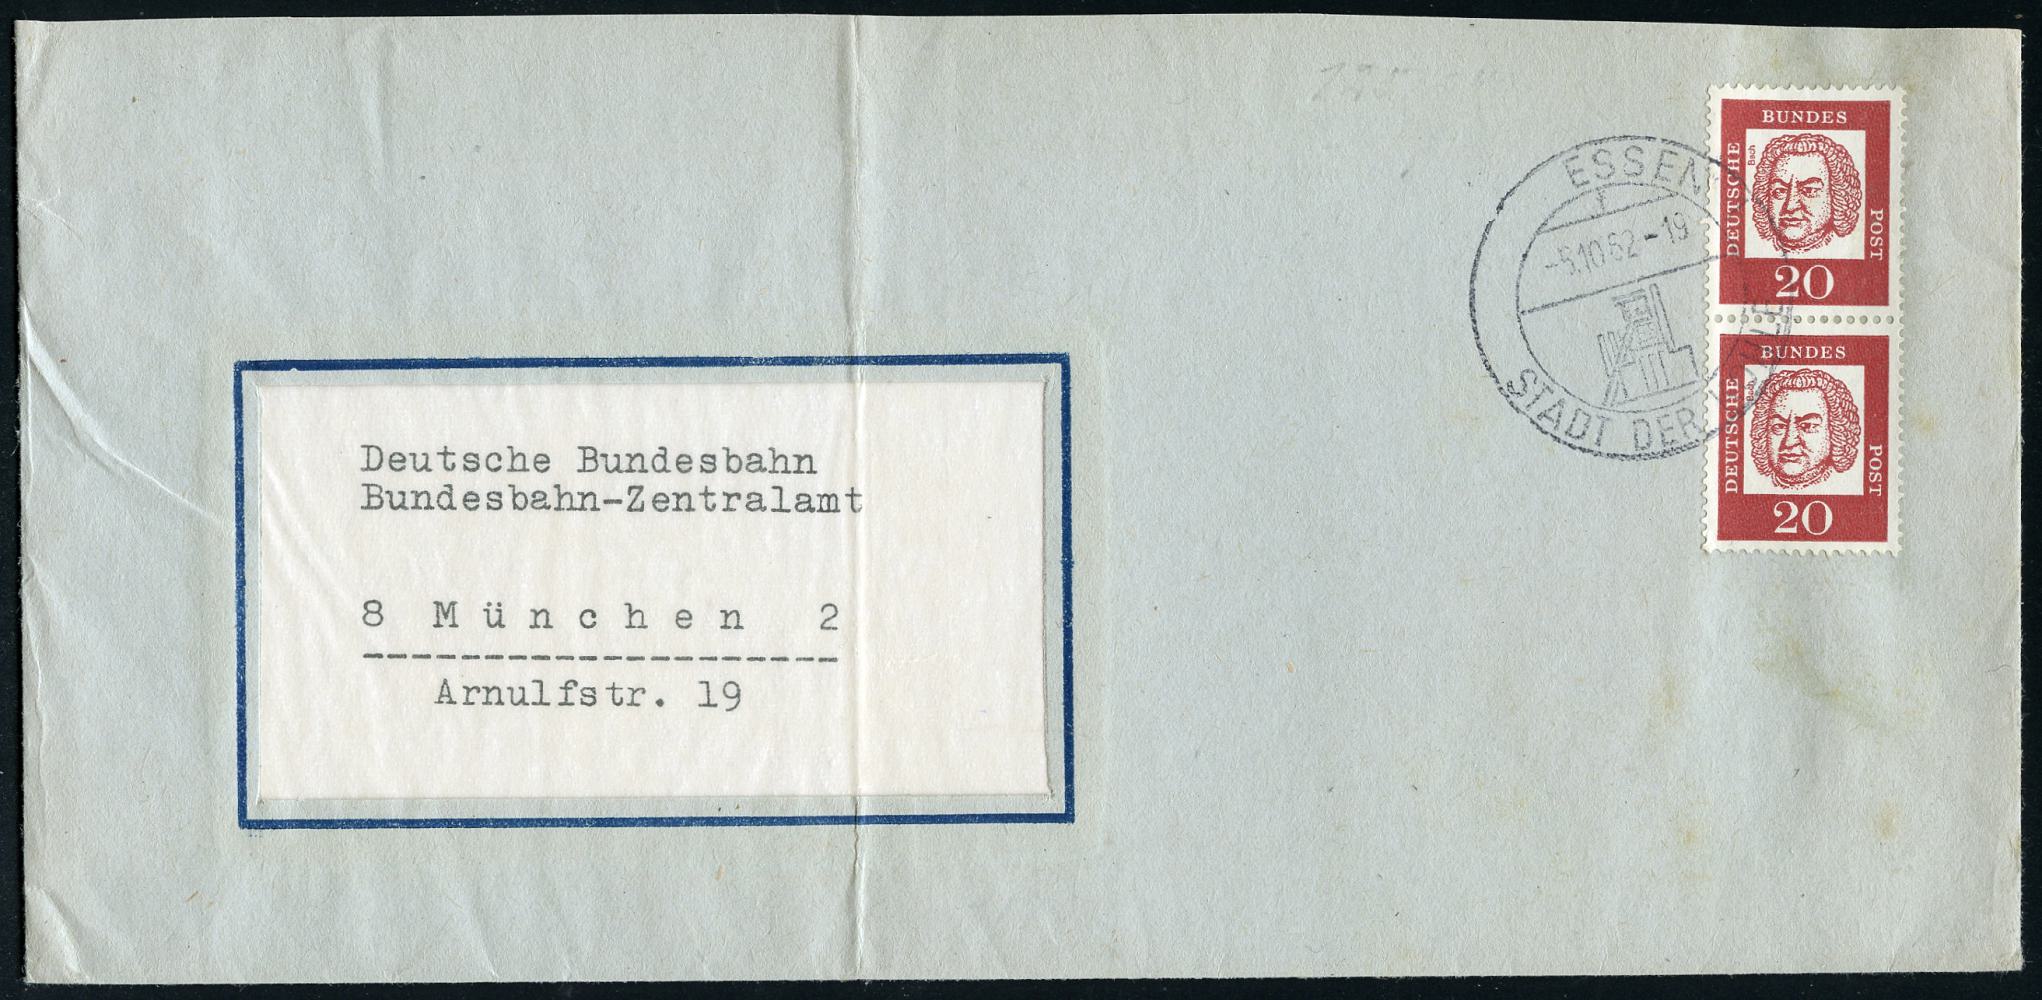 BUNDES
DEUTSCHE
Bach
POST
20
BUNDES
DEUTSCHE
POST
20
ESSEN
-5.10.62-19
STADT DER
Deutsche Bundesbahn
Bundesbahn-Zentralamt
8 München 2
Arnulfstr. 19